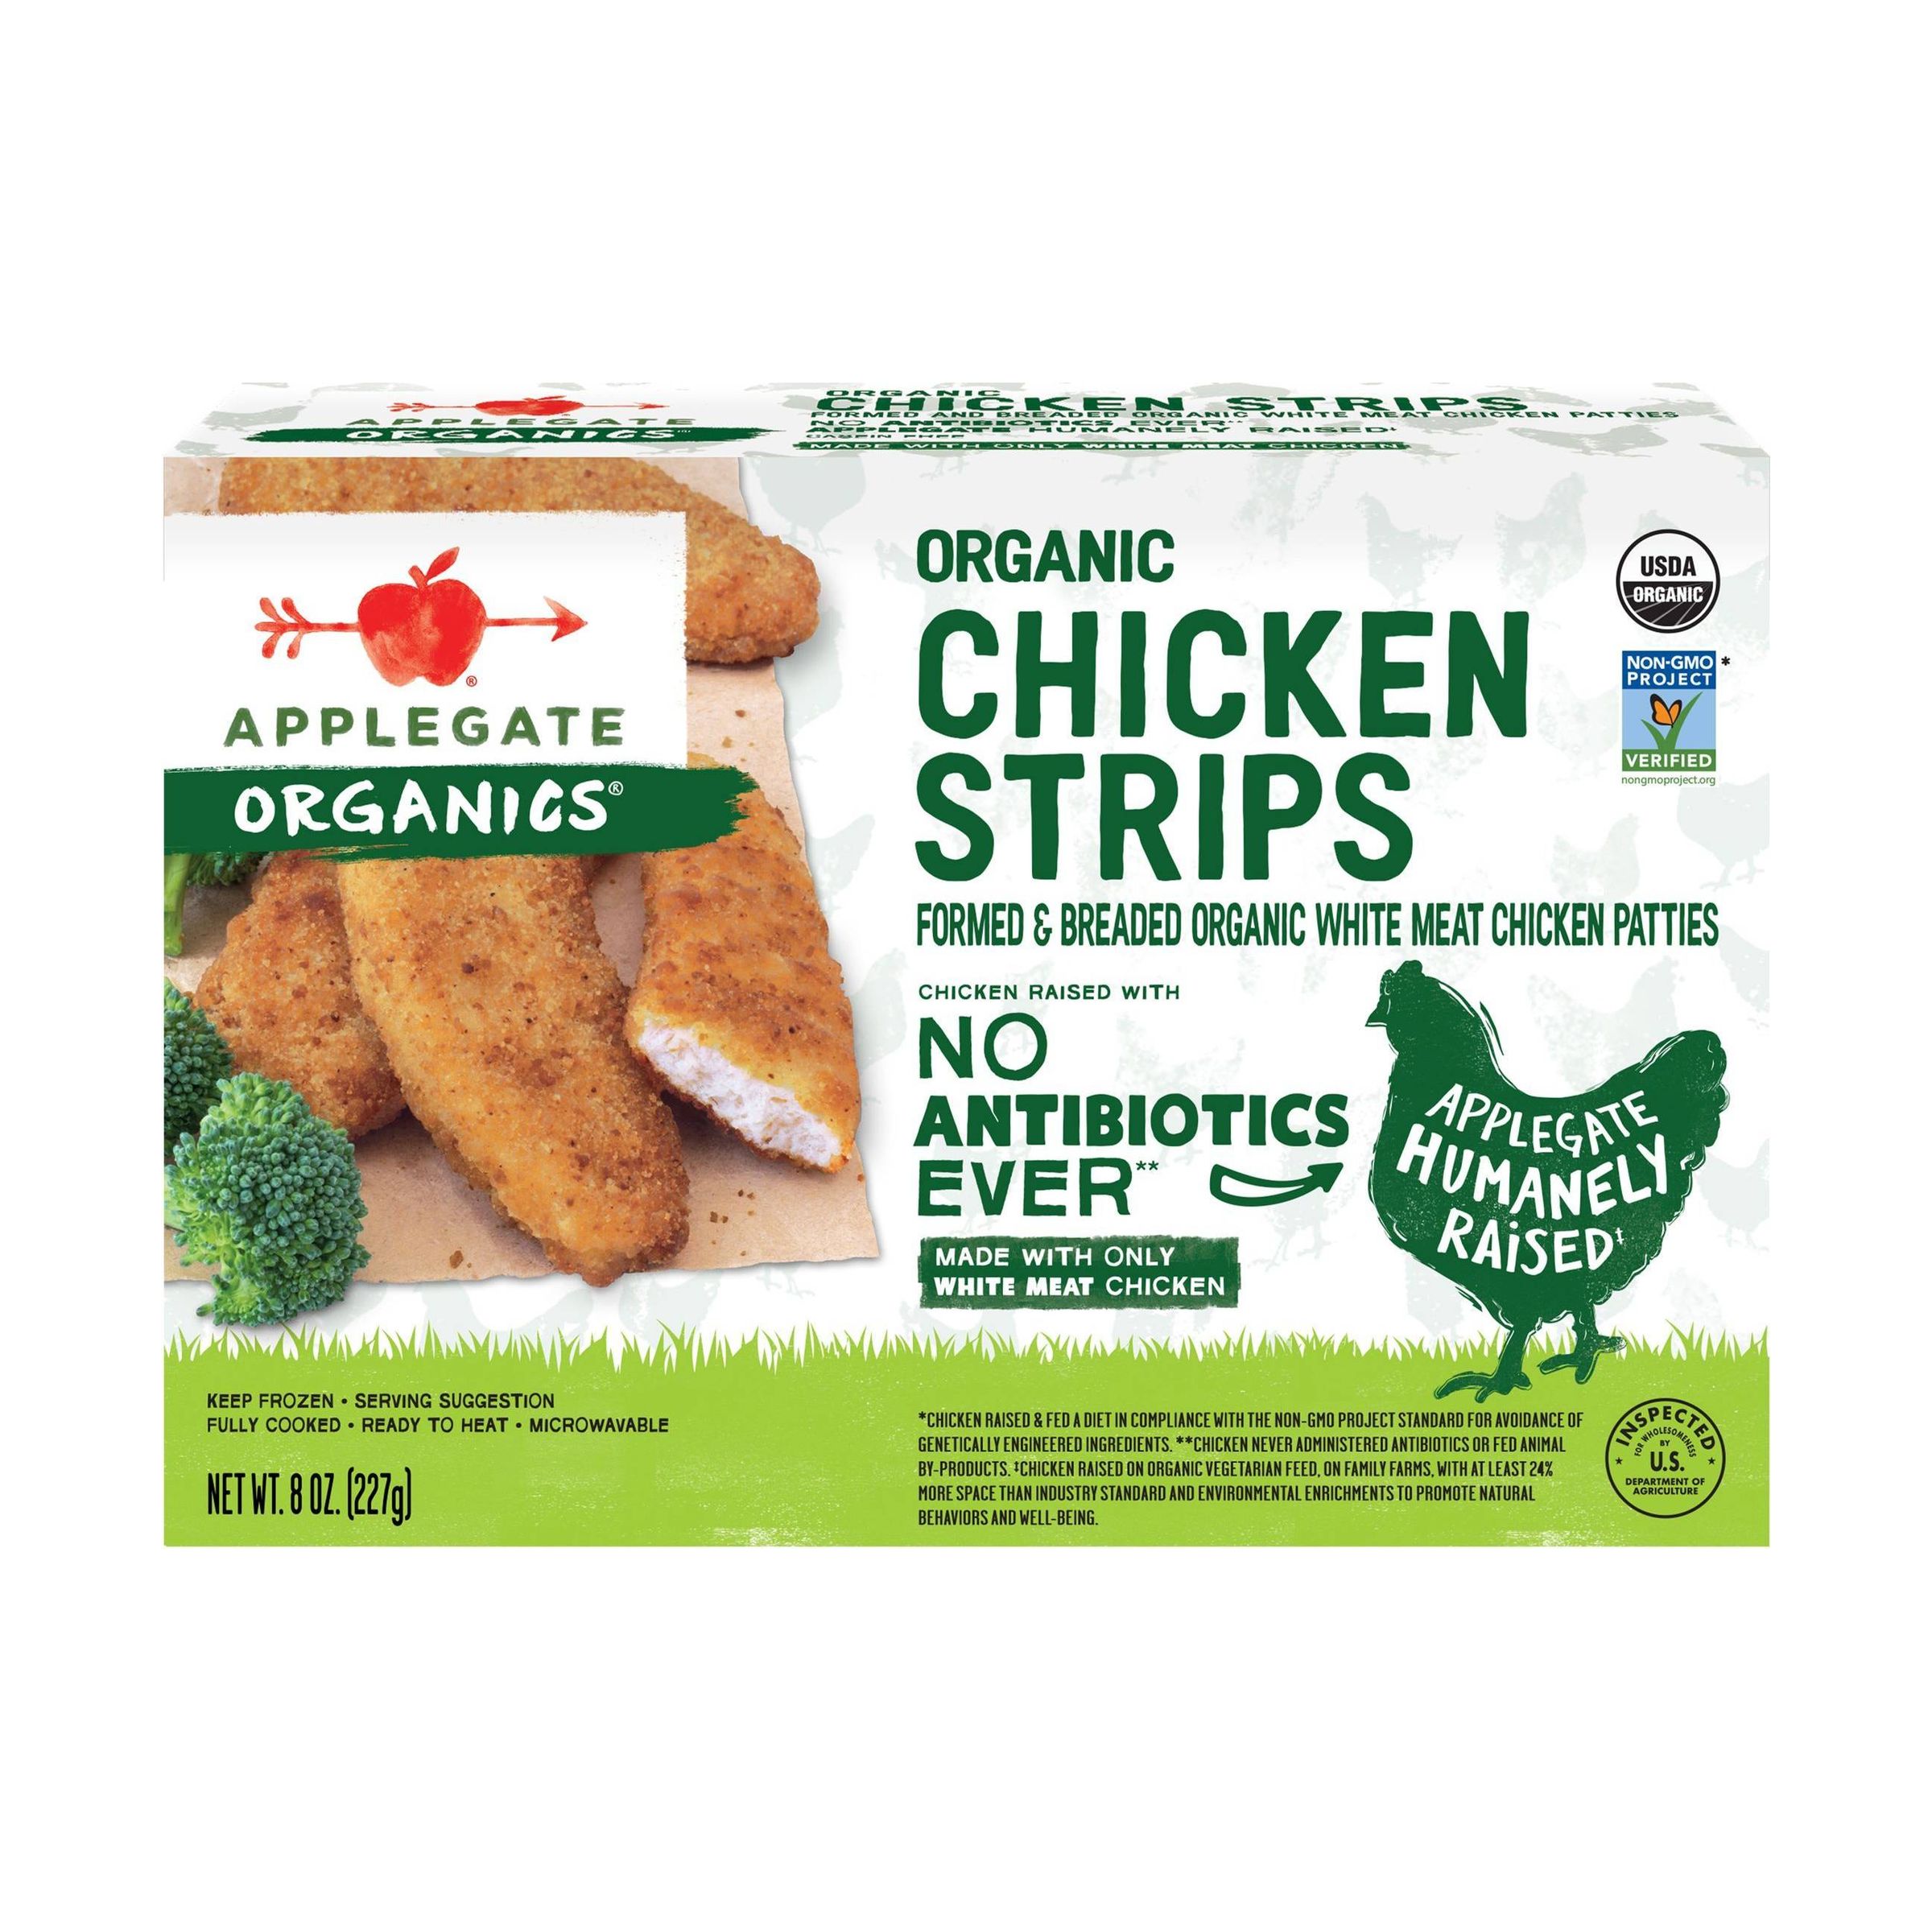 ORGANIC
CHICKEN STRIPS
FORMED AND BREADED ORGANIC WHITE MEAT CHICKEN PATTIES
NO ANTIBIOTICS EVER**
APPLEGATE HUMANELY RAISED‡
MADE WITH ONLY WHITE MEAT CHICKEN
APPLEGATE
ORGANICS™
®
APPLEGATE
ORGANICS®
ORGANIC
CHICKEN
STRIPS
FORMED & BREADED ORGANIC WHITE MEAT CHICKEN PATTIES
USDA
ORGANIC
NON-GMO *
PROJECT
VERIFIED
nongmoproject.org
CHICKEN RAISED WITH
NO
ANTIBIOTICS
EVER**
MADE WITH ONLY
WHITE MEAT CHICKEN
APPLEGATE
HUMANELY
RAiSED‡
KEEP FROZEN • SERVING SUGGESTION
FULLY COOKED • READY TO HEAT • MICROWAVABLE
NET WT. 8 OZ. (227g)
*CHICKEN RAISED & FED A DIET IN COMPLIANCE WITH THE NON-GMO PROJECT STANDARD FOR AVOIDANCE OF
GENETICALLY ENGINEERED INGREDIENTS. **CHICKEN NEVER ADMINISTERED ANTIBIOTICS OR FED ANIMAL
BY-PRODUCTS. ‡CHICKEN RAISED ON ORGANIC VEGETARIAN FEED, ON FAMILY FARMS, WITH AT LEAST 24%
MORE SPACE THAN INDUSTRY STANDARD AND ENVIRONMENTAL ENRICHMENTS TO PROMOTE NATURAL
BEHAVIORS AND WELL-BEING.
INSPECTED
FOR WHOLESOMENESS
BY
U.S.
DEPARTMENT OF
AGRICULTURE